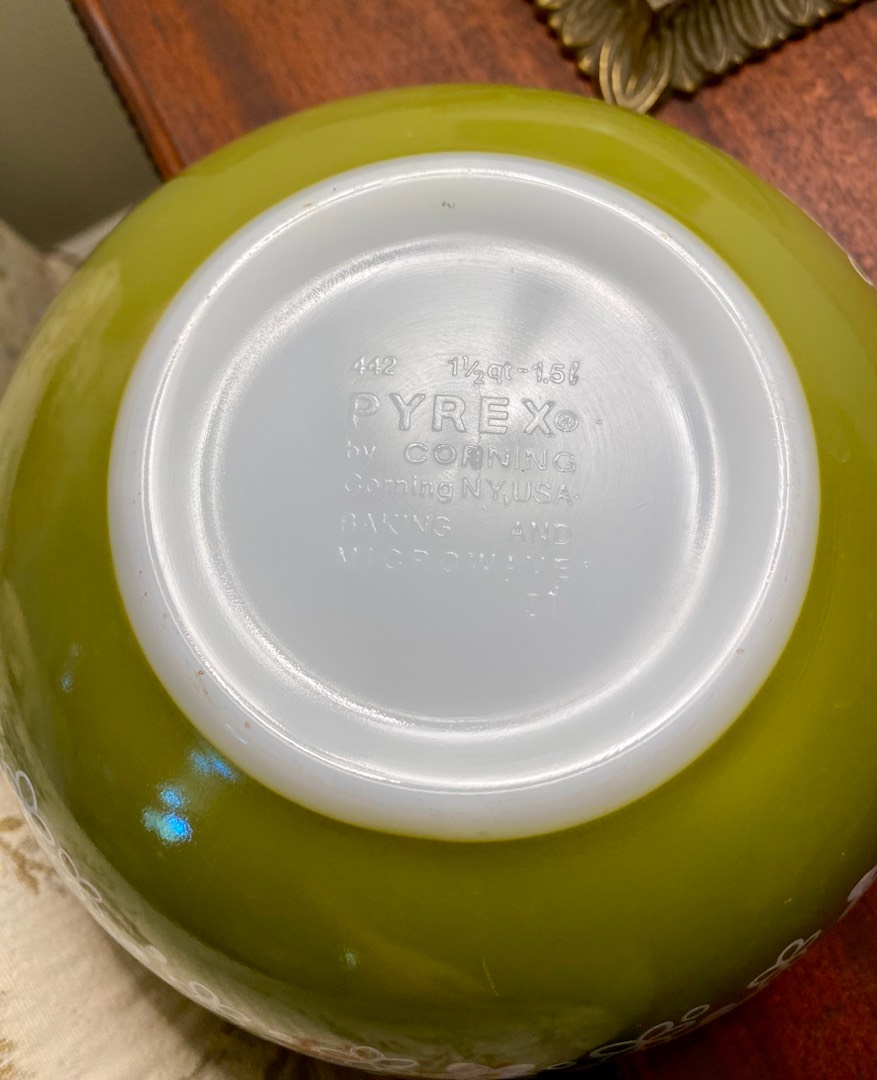 442 1½qt-1.5ℓ
PYREX®
by CORNING
Corning NY,USA.
BAKING AND
MICROWAVE